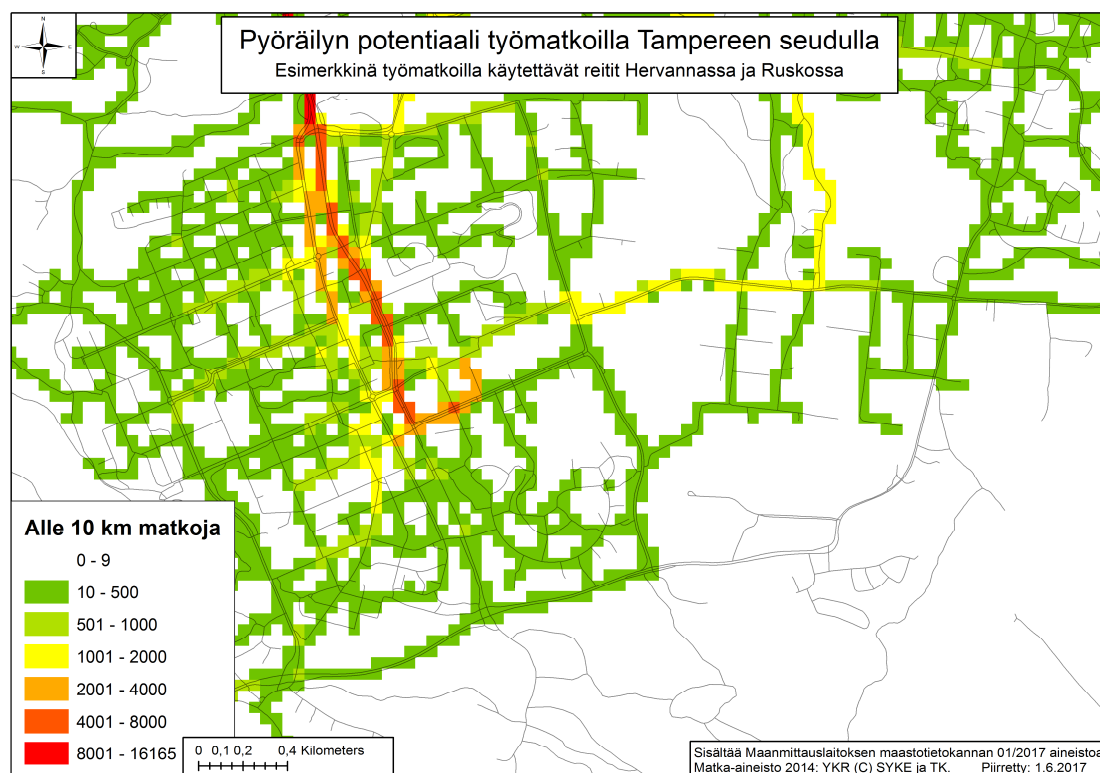 N
W E
S
Pyöräilyn potentiaali työmatkoilla Tampereen seudulla
Esimerkkinä työmatkoilla käytettävät reitit Hervannassa ja Ruskossa
Alle 10 km matkoja
0 - 9
10 - 500
501 - 1000
1001 - 2000
2001 - 4000
4001 - 8000
8001 - 16165
0 0,1 0,2 0,4 Kilometers
Sisältää Maanmittauslaitoksen maastotietokannan 01/2017 aineistoa
Matka-aineisto 2014: YKR (C) SYKE ja TK. Piirretty: 1.6.2017